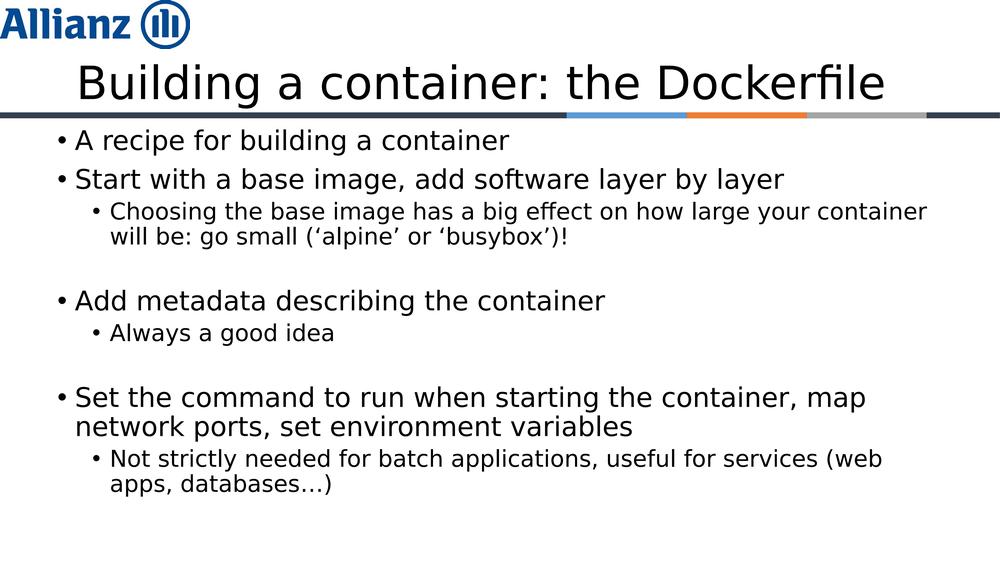 Allianz
Building a container: the Dockerfile
• A recipe for building a container
• Start with a base image, add software layer by layer
• Choosing the base image has a big effect on how large your container
will be: go small (‘alpine’ or ‘busybox’)!
• Add metadata describing the container
• Always a good idea
• Set the command to run when starting the container, map
network ports, set environment variables
• Not strictly needed for batch applications, useful for services (web
apps, databases…)